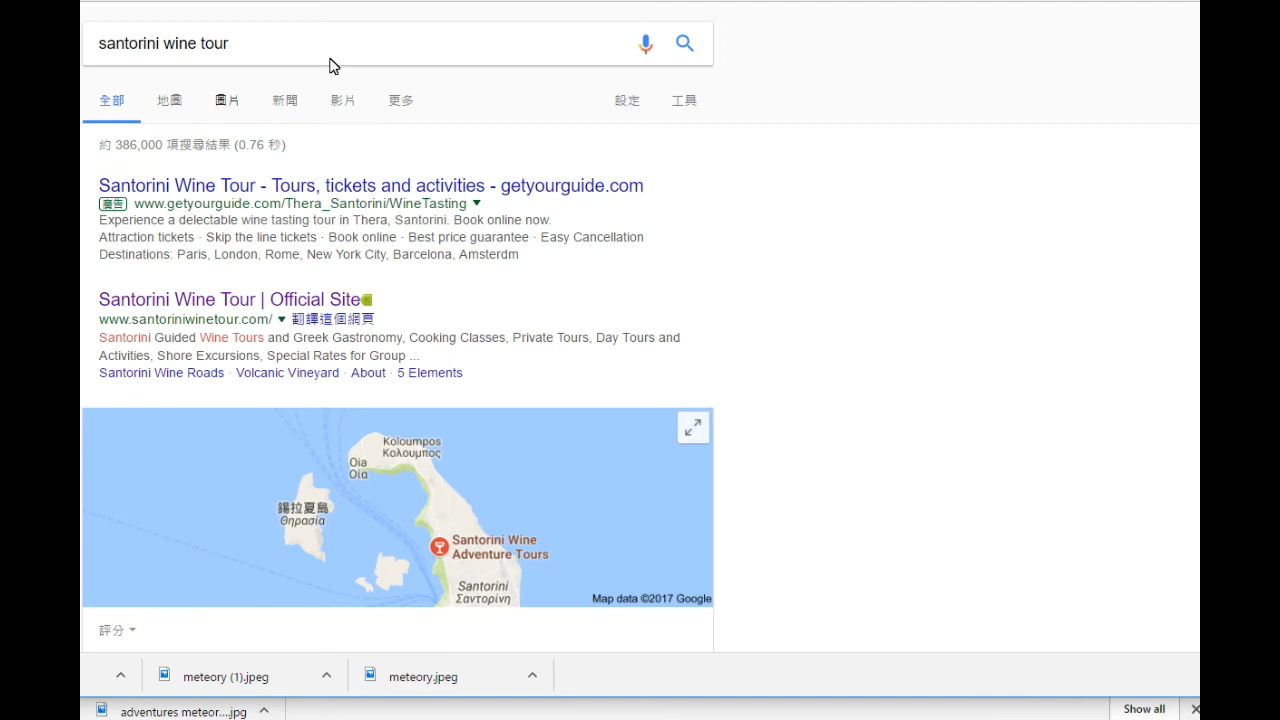 santorini wine tour
全部 地圖 圖片 新聞 影片 更多 設定 工具
約 386,000 項搜尋結果 (0.76 秒)
Santorini Wine Tour - Tours, tickets and activities - getyourguide.com
廣告 www.getyourguide.com/Thera_Santorini/WineTasting
Experience a delectable wine tasting tour in Thera, Santorini. Book online now.
Attraction tickets · Skip the line tickets · Book online · Best price guarantee · Easy Cancellation
Destinations: Paris, London, Rome, New York City, Barcelona, Amsterdm
Santorini Wine Tour | Official Site
www.santoriniwinetour.com/ 翻譯這個網頁
Santorini Guided Wine Tours and Greek Gastronomy, Cooking Classes, Private Tours, Day Tours and
Activities, Shore Excursions, Special Rates for Group ...
Santorini Wine Roads · Volcanic Vineyard · About · 5 Elements
Koloumpos
Κολουμπος
Oia
Οία
錫拉夏島
Θηρασία
Santorini Wine
Adventure Tours
Santorini
Σαντορίνη
Map data ©2017 Google
評分
meteory (1).jpeg meteory.jpeg
adventures meteor....jpg Show all